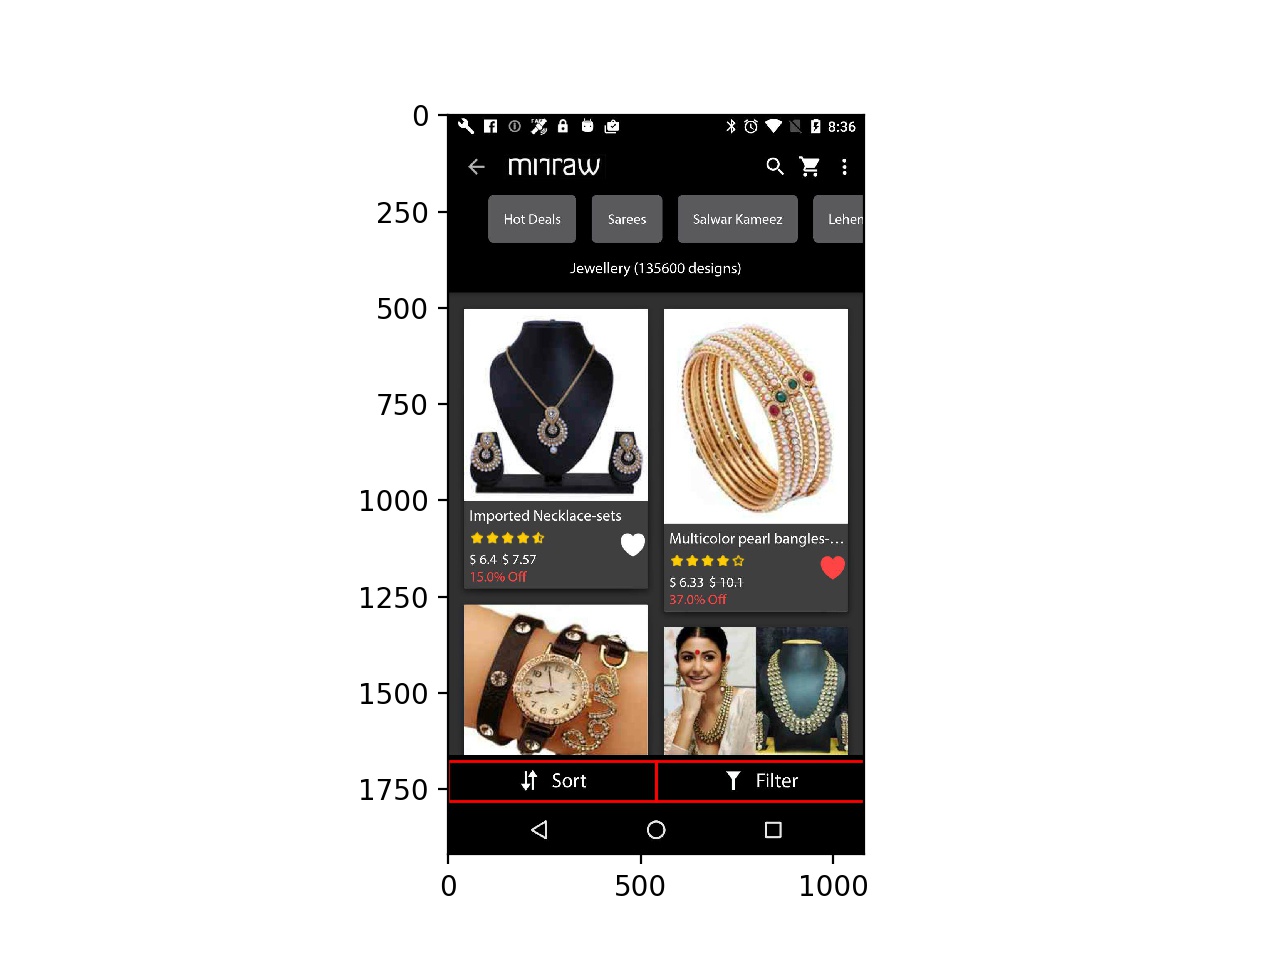 0
250
500
750
1000
1250
1500
1750
0 500 1000
8:36
mirraw
Hot Deals Sarees Salwar Kameez Lehen
Jewellery (135600 designs)
Imported Necklace-sets
$ 6.4 $ 7.57
15.0% Off
Multicolor pearl bangles-...
$ 6.33 $ 10.1
37.0% Off
Sort Filter